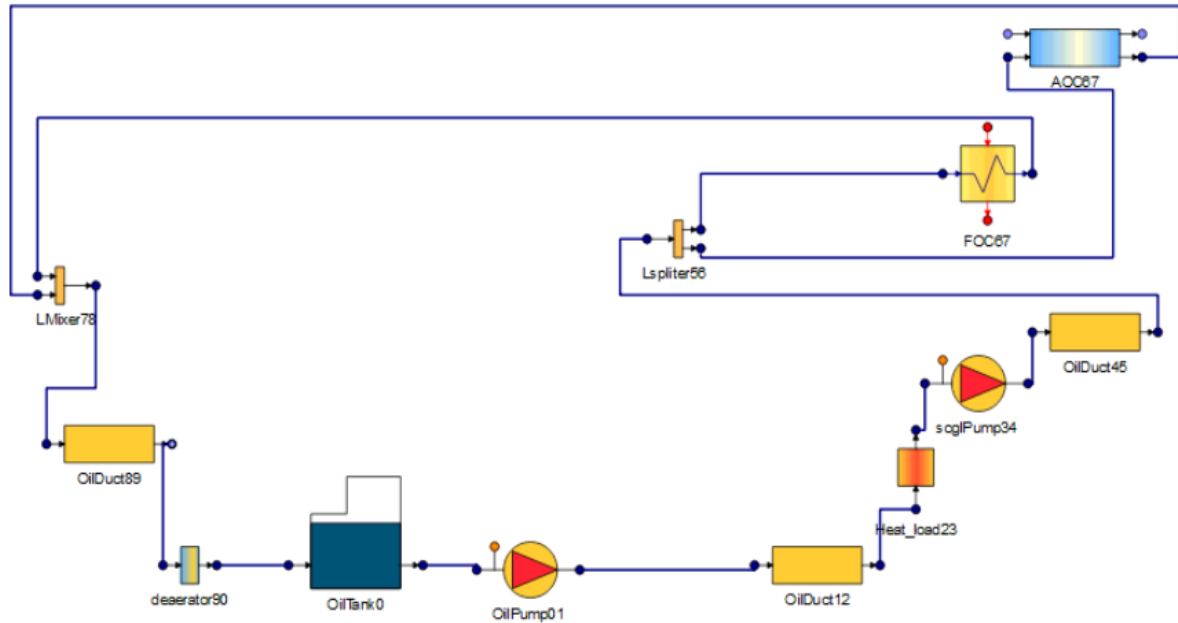 AOC67
FOC67
Lspliter56
LMixer78
OilDuct45
scglPump34
OilDuct89
Heat_load23
deaerator90
OilTank0
OilPump01
OilDuct12